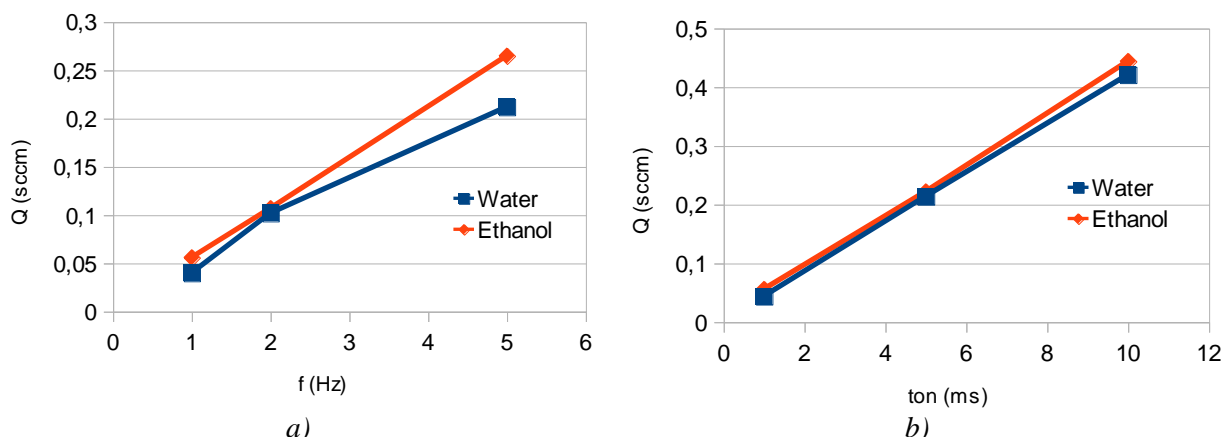 0,3
0,25
0,2
0,15
0,1
0,05
0
Q (sccm)
Water
Ethanol
0 1 2 3 4 5 6
f (Hz)
a)
0,5
0,4
0,3
0,2
0,1
0
Q (sccm)
Water
Ethanol
0 2 4 6 8 10 12
ton (ms)
b)